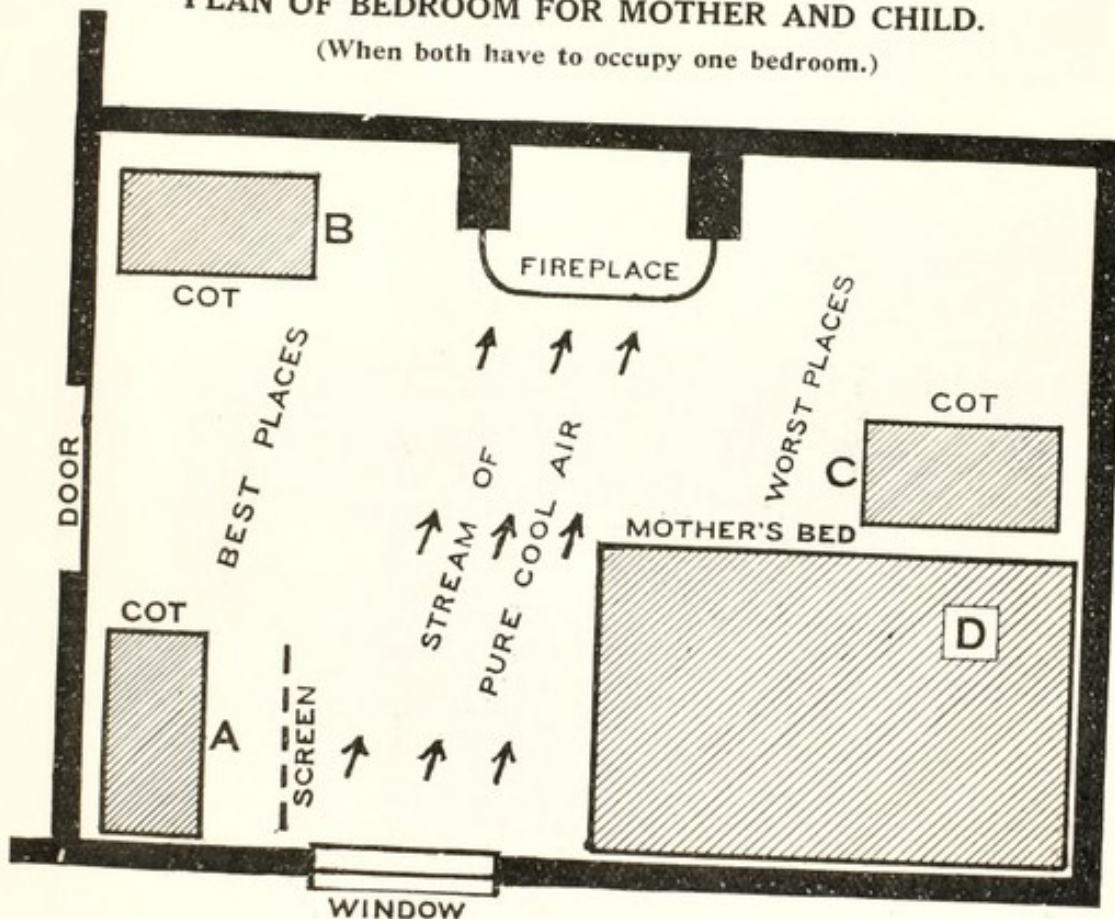 PLAN OF BEDROOM FOR MOTHER AND CHILD.
(When both have to occupy one bedroom.)
B
COT
FIREPLACE
BEST PLACES
WORST PLACES
COT
C
DOOR
STREAM OF
PURE COOL AIR
MOTHER'S BED
D
COT
A
SCREEN
WINDOW